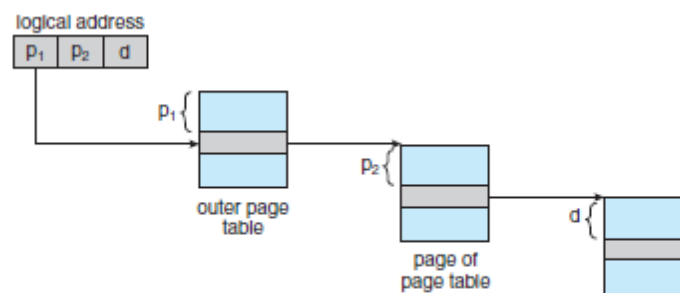 logical address
p₁ p₂ d
p₁
outer page
table
p₂
page of
page table
d